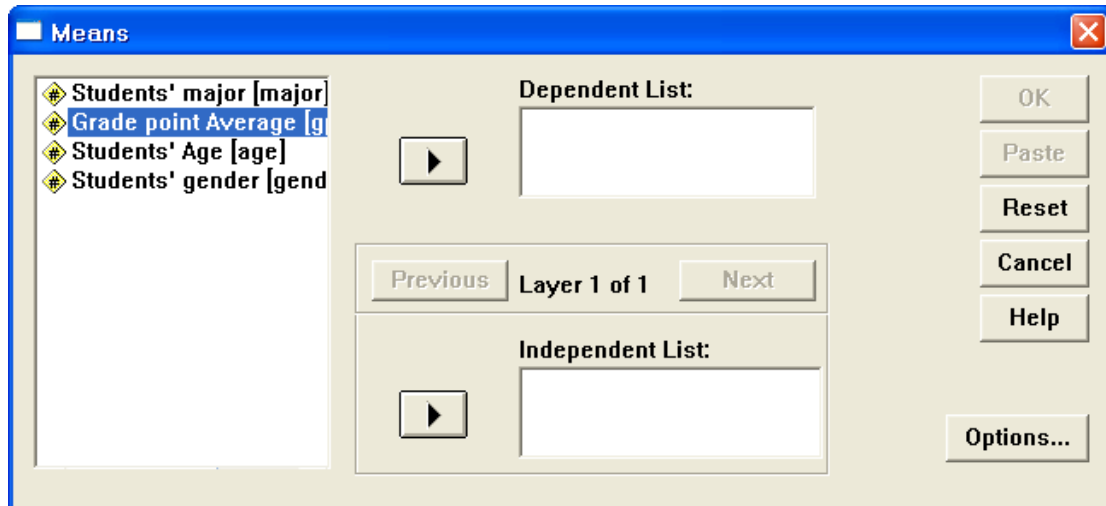 Means
Students' major [major]
Grade point Average [g
Students' Age [age]
Students' gender [gend
Dependent List:
Previous
Layer 1 of 1
Next
Independent List:
OK
Paste
Reset
Cancel
Help
Options...